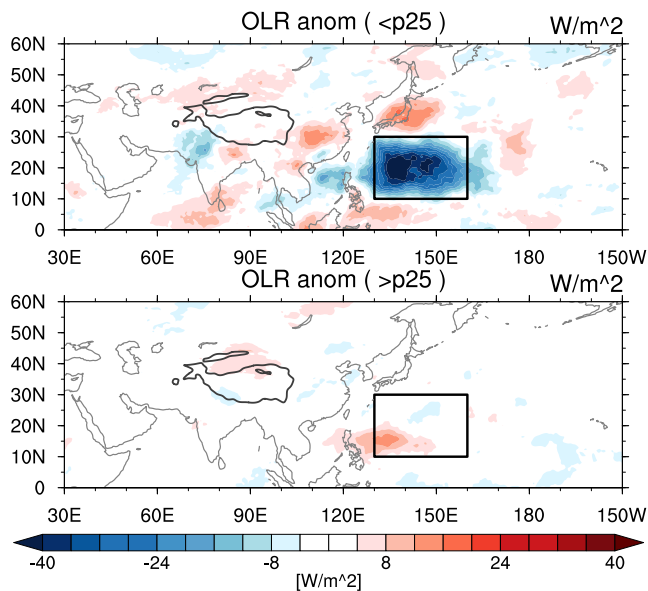 OLR anom ( <p25 ) W/m^2
60N
50N
40N
30N
20N
10N
0
30E 60E 90E 120E 150E 180 150W
OLR anom ( >p25 ) W/m^2
60N
50N
40N
30N
20N
10N
0
30E 60E 90E 120E 150E 180 150W
-40 -24 -8 8 24 40
[W/m^2]